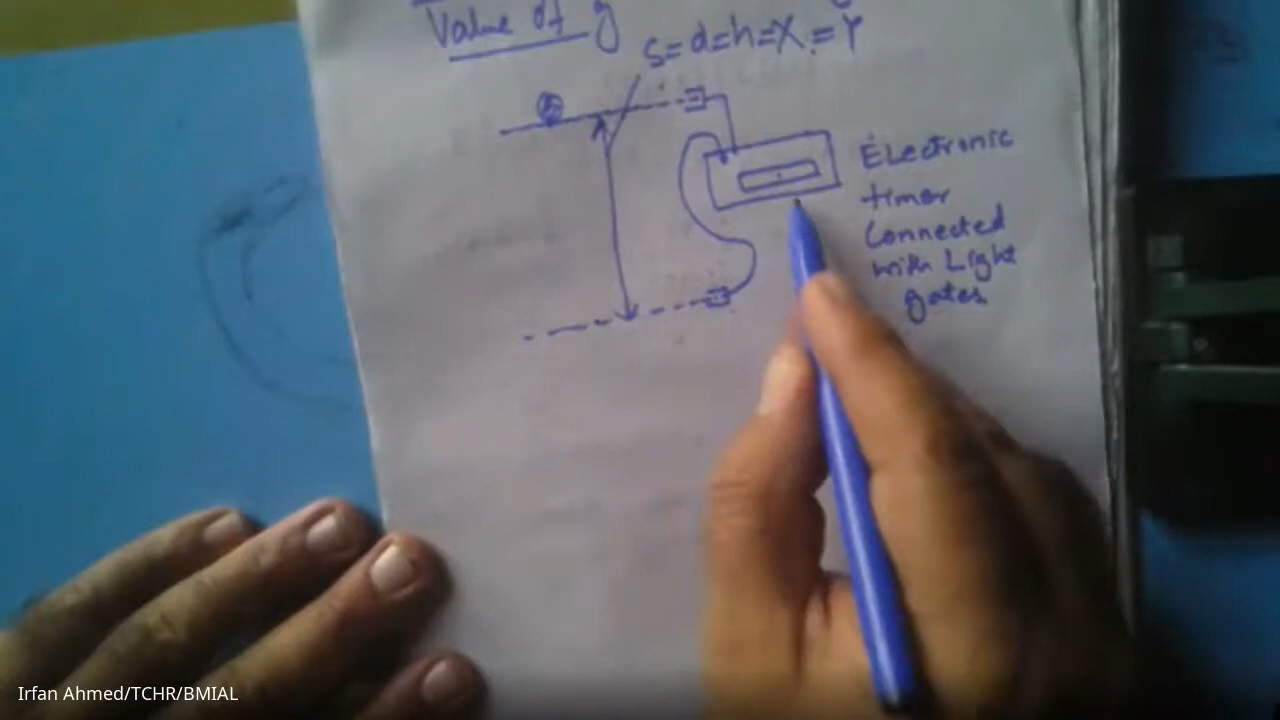 Value of g
S=d=h=X=Y
Electronic
timer
Connected
with Light
gates
Irfan Ahmed/TCHR/BMIAL